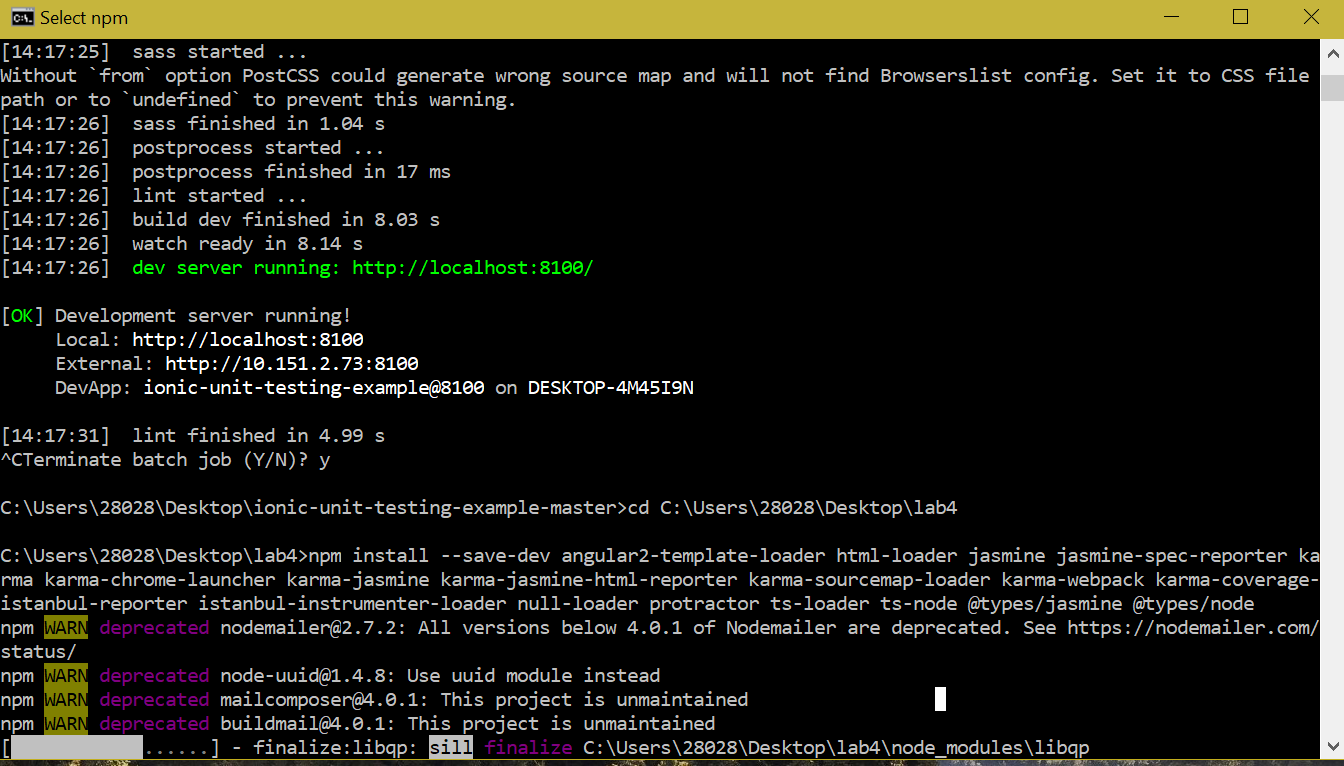 Select npm
[14:17:25]  sass started ...
Without `from` option PostCSS could generate wrong source map and will not find Browserslist config. Set it to CSS file
path or to `undefined` to prevent this warning.
[14:17:26]  sass finished in 1.04 s
[14:17:26]  postprocess started ...
[14:17:26]  postprocess finished in 17 ms
[14:17:26]  lint started ...
[14:17:26]  build dev finished in 8.03 s
[14:17:26]  watch ready in 8.14 s
[14:17:26]  dev server running: http://localhost:8100/
[OK] Development server running!
     Local: http://localhost:8100
     External: http://10.151.2.73:8100
     DevApp: ionic-unit-testing-example@8100 on DESKTOP-4M45I9N
[14:17:31]  lint finished in 4.99 s
^CTerminate batch job (Y/N)? y
C:\Users\28028\Desktop\ionic-unit-testing-example-master>cd C:\Users\28028\Desktop\lab4
C:\Users\28028\Desktop\lab4>npm install --save-dev angular2-template-loader html-loader jasmine jasmine-spec-reporter ka
rma karma-chrome-launcher karma-jasmine karma-jasmine-html-reporter karma-sourcemap-loader karma-webpack karma-coverage-
istanbul-reporter istanbul-instrumenter-loader null-loader protractor ts-loader ts-node @types/jasmine @types/node
npm WARN deprecated nodemailer@2.7.2: All versions below 4.0.1 of Nodemailer are deprecated. See https://nodemailer.com/
status/
npm WARN deprecated node-uuid@1.4.8: Use uuid module instead
npm WARN deprecated mailcomposer@4.0.1: This project is unmaintained
npm WARN deprecated buildmail@4.0.1: This project is unmaintained
[            ......] - finalize:libqp: sill finalize C:\Users\28028\Desktop\lab4\node_modules\libqp